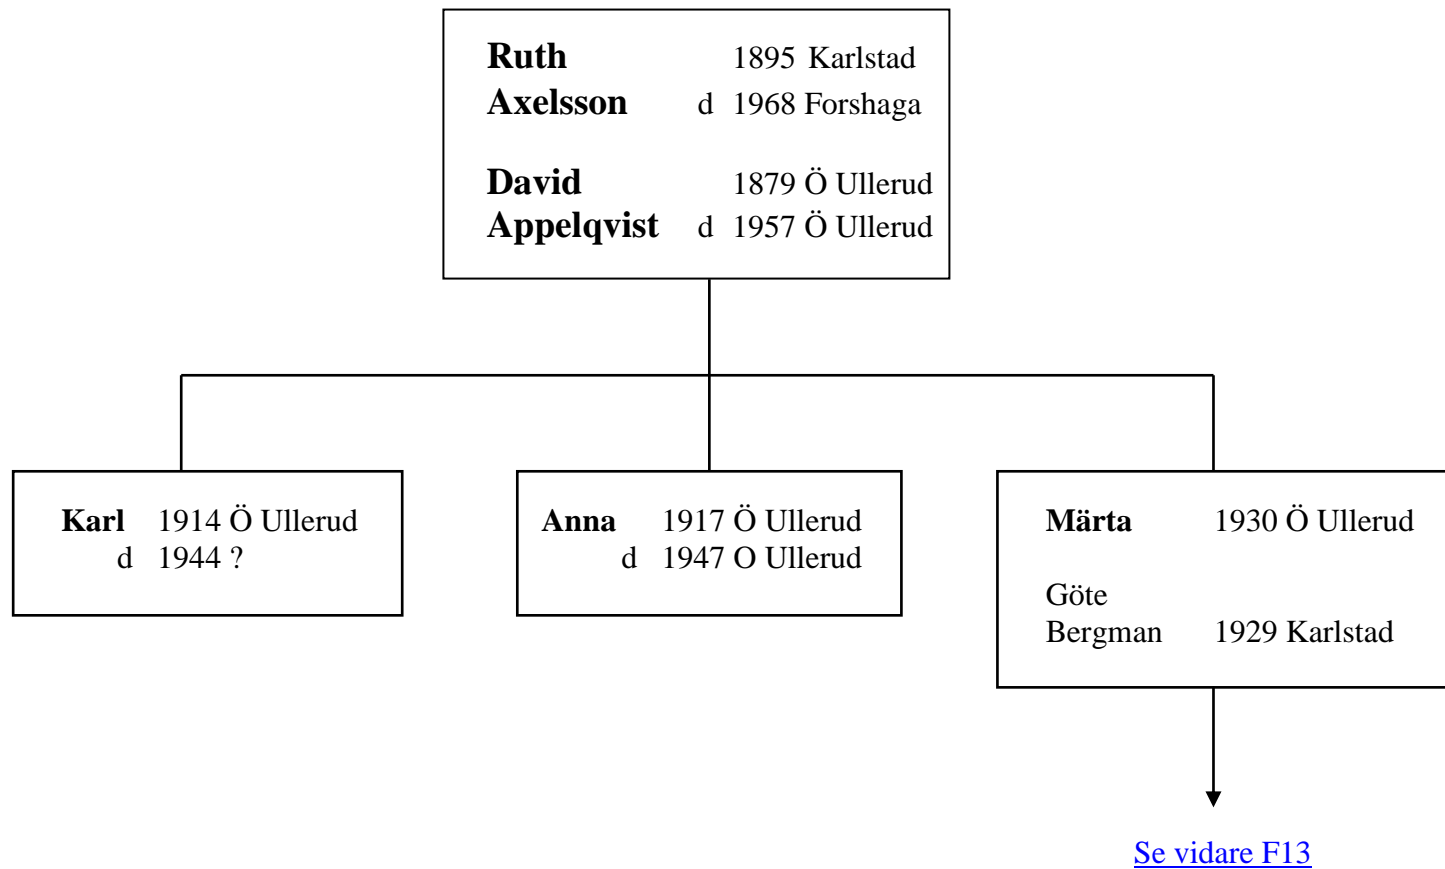 Ruth 1895 Karlstad
Axelsson d 1968 Forshaga
David 1879 Ö Ullerud
Appelqvist d 1957 Ö Ullerud
Karl 1914 Ö Ullerud
d 1944 ?
Anna 1917 Ö Ullerud
d 1947 O Ullerud
Märta 1930 Ö Ullerud
Göte
Bergman 1929 Karlstad
Se vidare F13